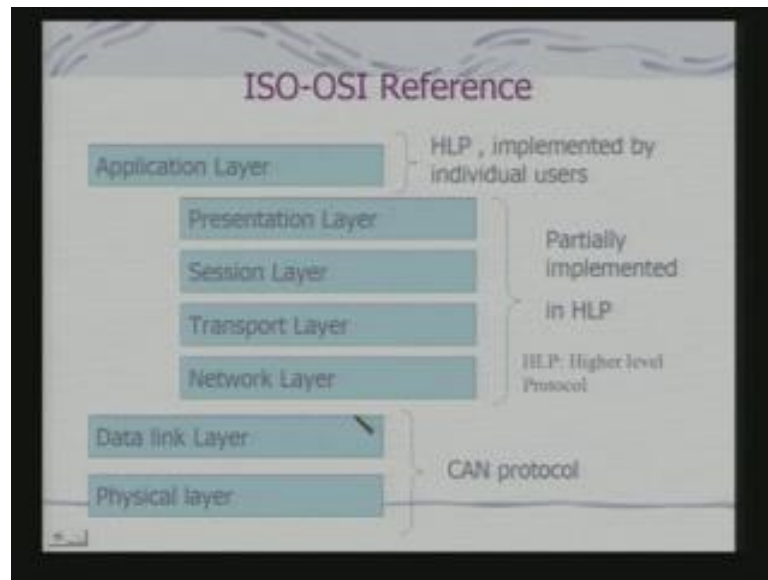 ISO-OSI Reference
Application Layer
HLP , implemented by
individual users
Presentation Layer
Session Layer
Transport Layer
Network Layer
Partially
implemented
in HLP
HLP: Higher level
Protocol
Data link Layer
Physical layer
CAN protocol